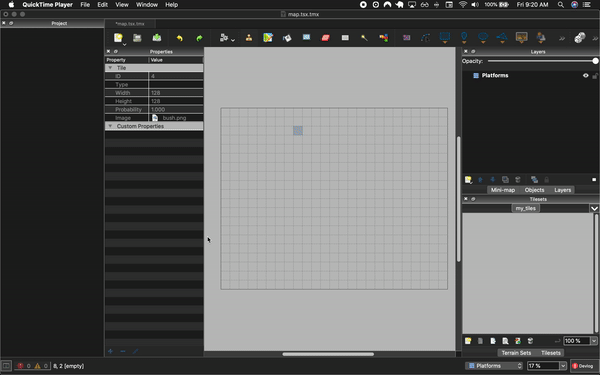 QuickTime Player File Edit View Window Help 100% Fri 9:20 AM
map.tsx.tmx
Project
*map.tsx.tmx
Properties
Property Value
Tile
ID 4
Type
Width 128
Height 128
Probability 1.000
Image bush.png
Custom Properties
Layers
Opacity:
Platforms
Mini-map Objects Layers
Tilesets
my_tiles
100 %
Terrain Sets Tilesets
0 0 8, 2 [empty]
Platforms 17 % Devlog